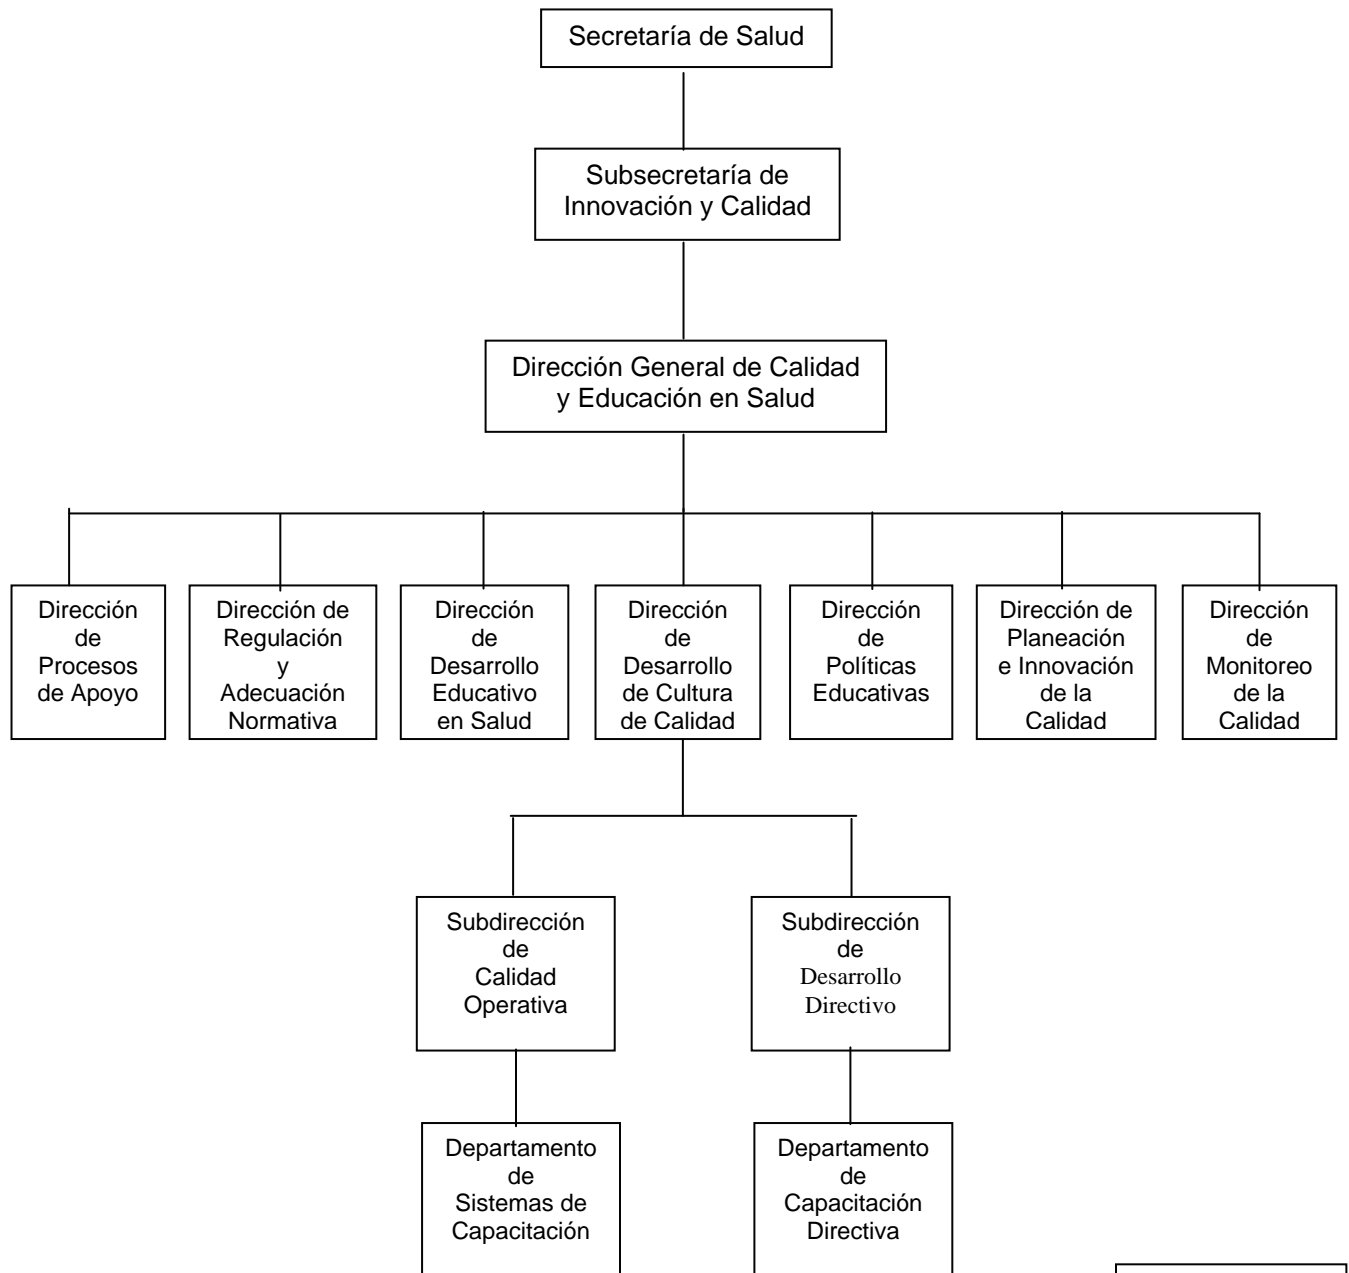 Secretaría de Salud
Subsecretaría de
Innovación y Calidad
Dirección General de Calidad
y Educación en Salud
Dirección
de
Procesos
de Apoyo
Dirección de
Regulación
y
Adecuación
Normativa
Dirección
de
Desarrollo
Educativo
en Salud
Dirección
de
Desarrollo
de Cultura
de Calidad
Dirección
de
Políticas
Educativas
Dirección de
Planeación
e Innovación
de la
Calidad
Dirección
de
Monitoreo
de la
Calidad
Subdirección
de
Calidad
Operativa
Subdirección
de
Desarrollo
Directivo
Departamento
de
Sistemas de
Capacitación
Departamento
de
Capacitación
Directiva